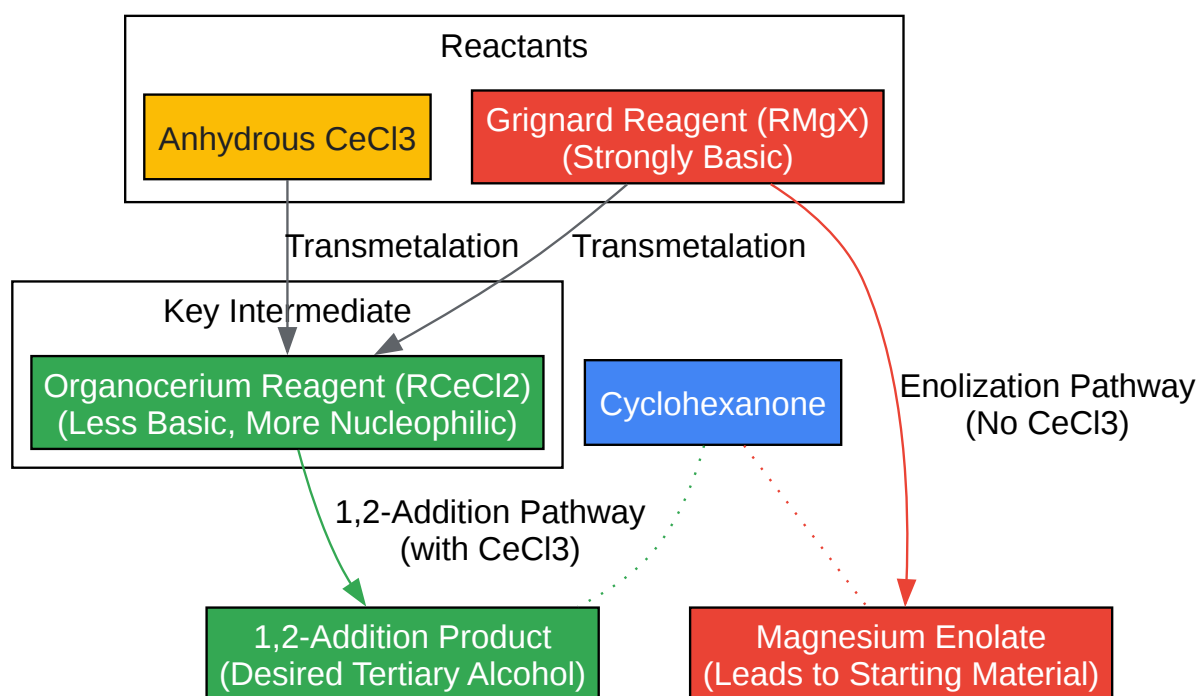 Reactants
Anhydrous CeCl3
Grignard Reagent (RMgX)
(Strongly Basic)
Transmetalation
Transmetalation
Key Intermediate
Organocerium Reagent (RCeCl2)
(Less Basic, More Nucleophilic)
Cyclohexanone
Enolization Pathway
(No CeCl3)
1,2-Addition Pathway
(with CeCl3)
1,2-Addition Product
(Desired Tertiary Alcohol)
Magnesium Enolate
(Leads to Starting Material)